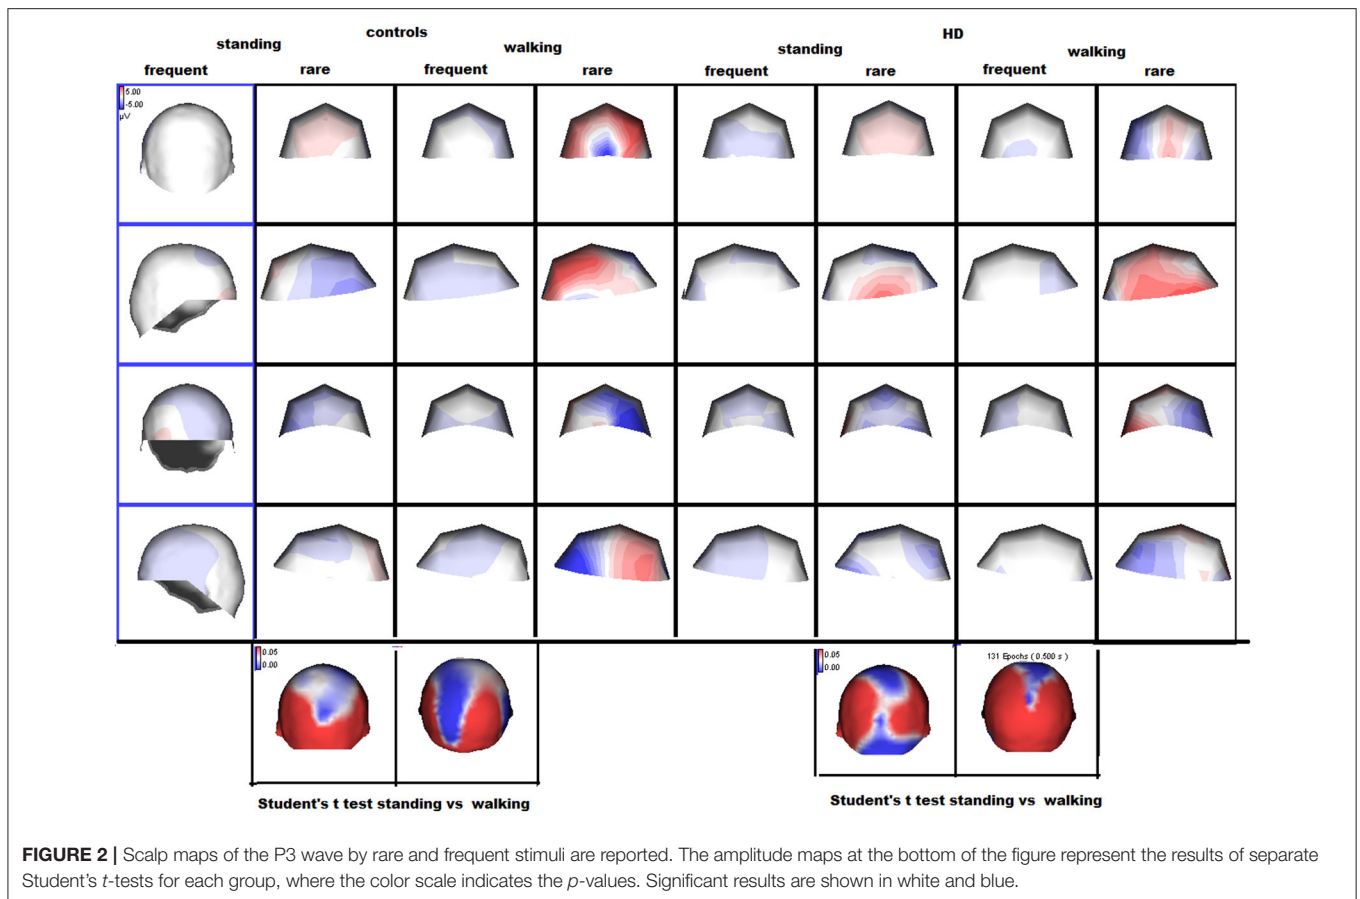 controls
HD
standing
walking
standing
walking
frequent
rare
frequent
rare
frequent
rare
frequent
rare
5.00
-5.00
µV
0.05
0.00
0.05
0.00
131 Epochs ( 0.500 s )
Student's t test standing vs walking
Student's t test standing vs walking
FIGURE 2 | Scalp maps of the P3 wave by rare and frequent stimuli are reported. The amplitude maps at the bottom of the figure represent the results of separate
Student's t-tests for each group, where the color scale indicates the p-values. Significant results are shown in white and blue.